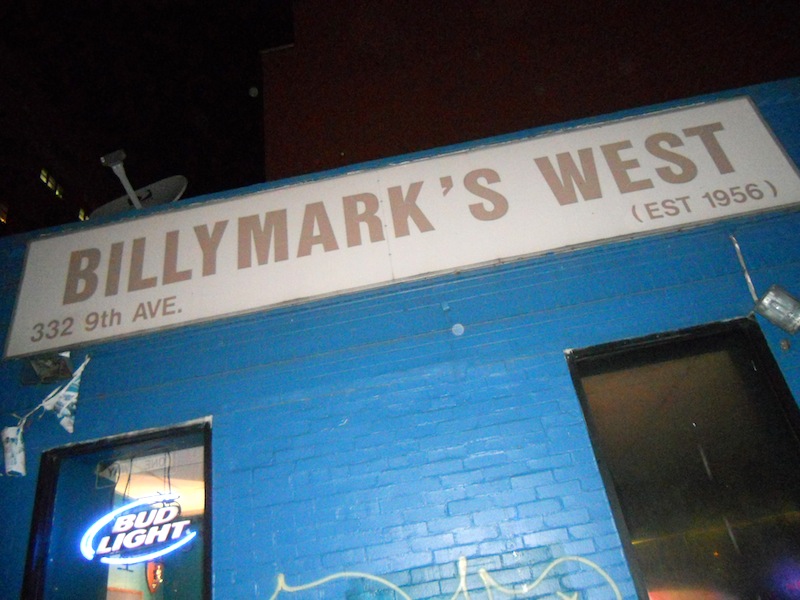 BILLYMARK'S WEST
332 9th AVE.
(EST 1956)
BUD
LIGHT